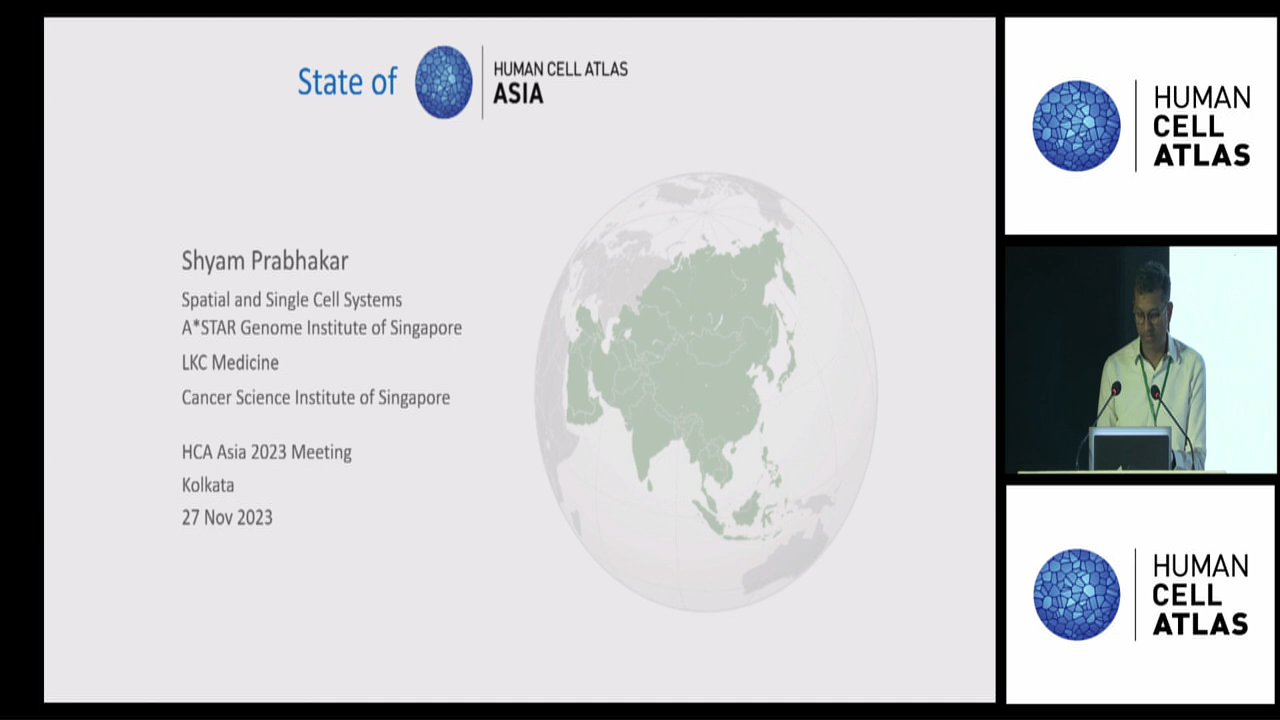 State of
HUMAN CELL ATLAS
ASIA
Shyam Prabhakar
Spatial and Single Cell Systems
A*STAR Genome Institute of Singapore
LKC Medicine
Cancer Science Institute of Singapore
HCA Asia 2023 Meeting
Kolkata
27 Nov 2023
HUMAN
CELL
ATLAS
HUMAN
CELL
ATLAS